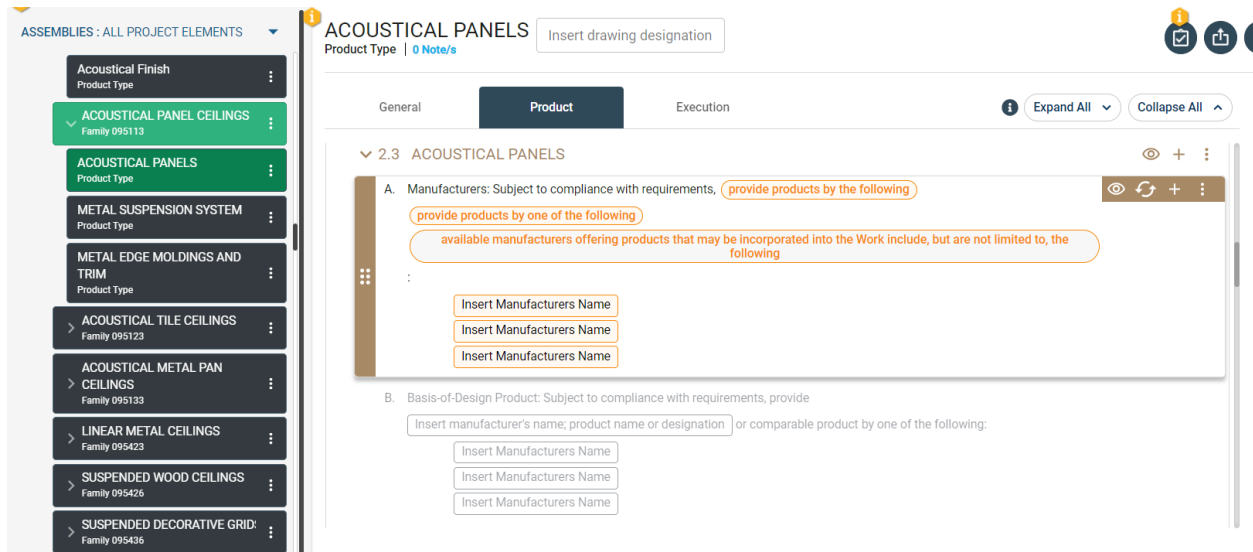 ASSEMBLIES : ALL PROJECT ELEMENTS
Acoustical Finish
Product Type
ACOUSTICAL PANEL CEILINGS
Family 095113
ACOUSTICAL PANELS
Product Type
METAL SUSPENSION SYSTEM
Product Type
METAL EDGE MOLDINGS AND
TRIM
Product Type
ACOUSTICAL TILE CEILINGS
Family 095123
ACOUSTICAL METAL PAN
CEILINGS
Family 095133
LINEAR METAL CEILINGS
Family 095423
SUSPENDED WOOD CEILINGS
Family 095426
SUSPENDED DECORATIVE GRID
Family 095436
ACOUSTICAL PANELS
Insert drawing designation
Product Type | 0 Note/s
General
Product
Execution
Expand All
Collapse All
2.3 ACOUSTICAL PANELS
A. Manufacturers: Subject to compliance with requirements, provide products by the following
provide products by one of the following
available manufacturers offering products that may be incorporated into the Work include, but are not limited to, the
following
:
Insert Manufacturers Name
Insert Manufacturers Name
Insert Manufacturers Name
B. Basis-of-Design Product: Subject to compliance with requirements, provide
Insert manufacturer's name; product name or designation or comparable product by one of the following:
Insert Manufacturers Name
Insert Manufacturers Name
Insert Manufacturers Name